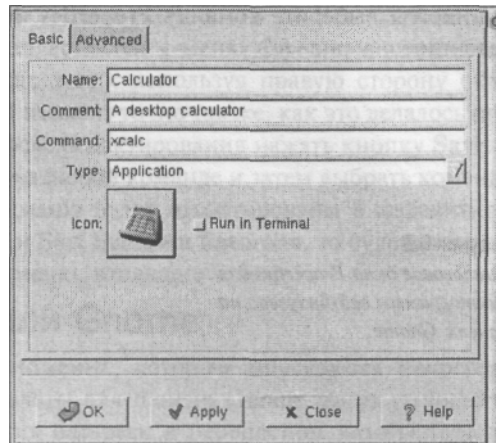 Basic Advanced
Name: Calculator
Comment: A desktop calculator
Command: xcalc
Type: Application
Icon: Run in Terminal
OK Apply Close Help